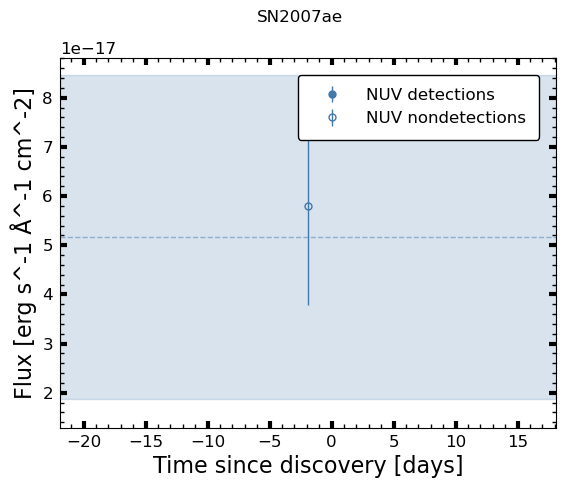 SN2007ae
1e−17
NUV detections
NUV nondetections
8
7
6
5
4
3
2
Flux [erg s^-1 Å^-1 cm^-2]
−20 −15 −10 −5 0 5 10 15
Time since discovery [days]